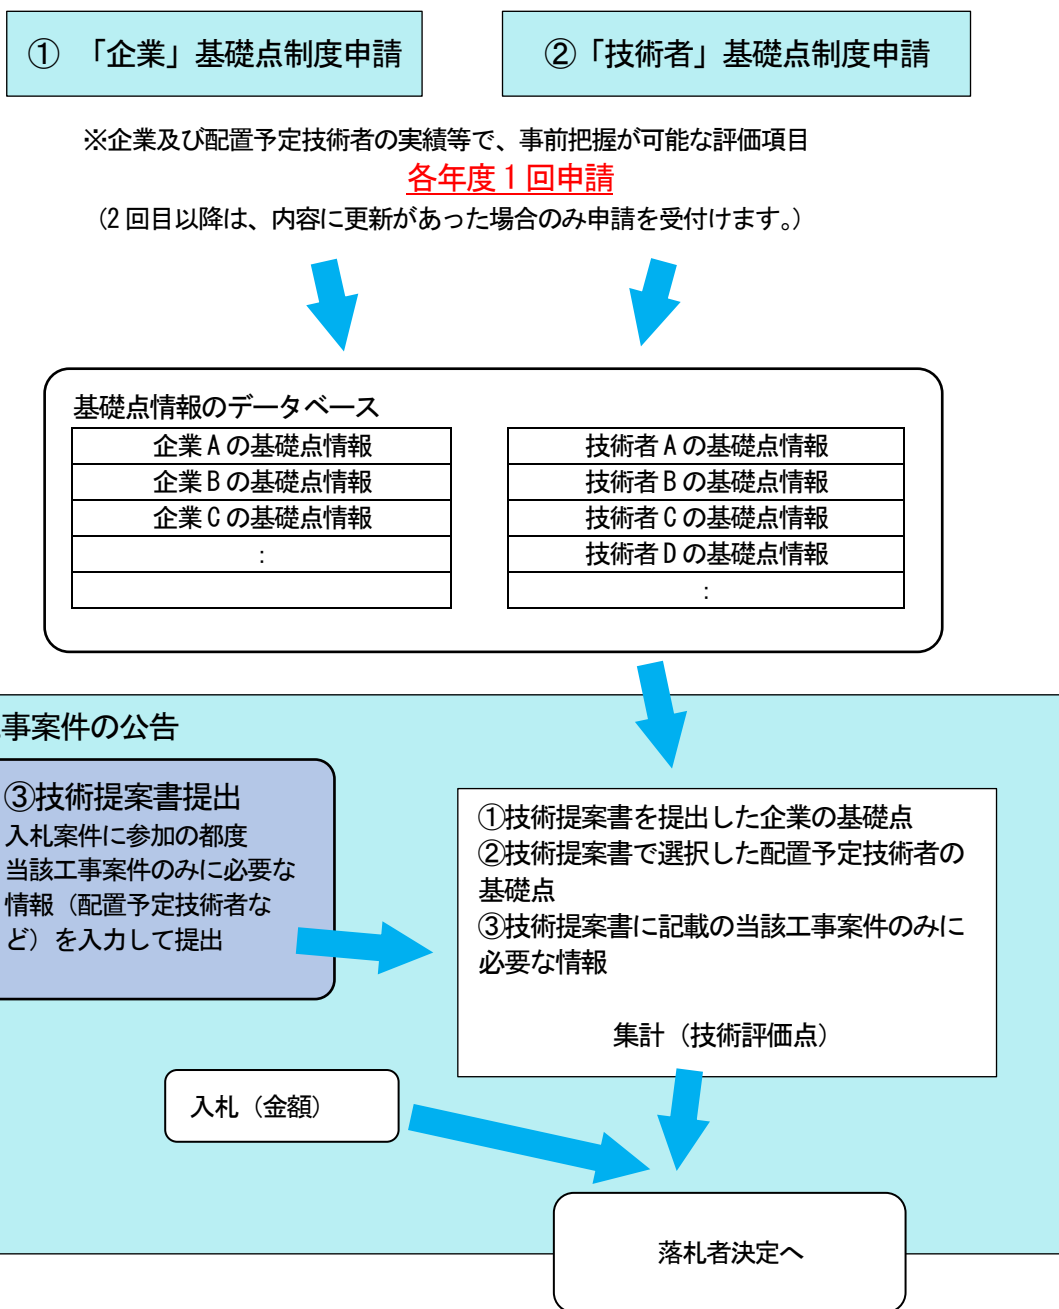 ① 「企業」基礎点制度申請
②「技術者」基礎点制度申請
※企業及び配置予定技術者の実績等で、事前把握が可能な評価項目
各年度1回申請
（2回目以降は、内容に更新があった場合のみ申請を受付けます。）
基礎点情報のデータベース
企業Aの基礎点情報
企業Bの基礎点情報
企業Cの基礎点情報
:
技術者Aの基礎点情報
技術者Bの基礎点情報
技術者Cの基礎点情報
技術者Dの基礎点情報
:
事案件の公告
③技術提案書提出
入札案件に参加の都度
当該工事案件のみに必要な
情報（配置予定技術者な
ど）を入力して提出
①技術提案書を提出した企業の基礎点
②技術提案書で選択した配置予定技術者の
基礎点
③技術提案書に記載の当該工事案件のみに
必要な情報
集計（技術評価点）
入札（金額）
落札者決定へ